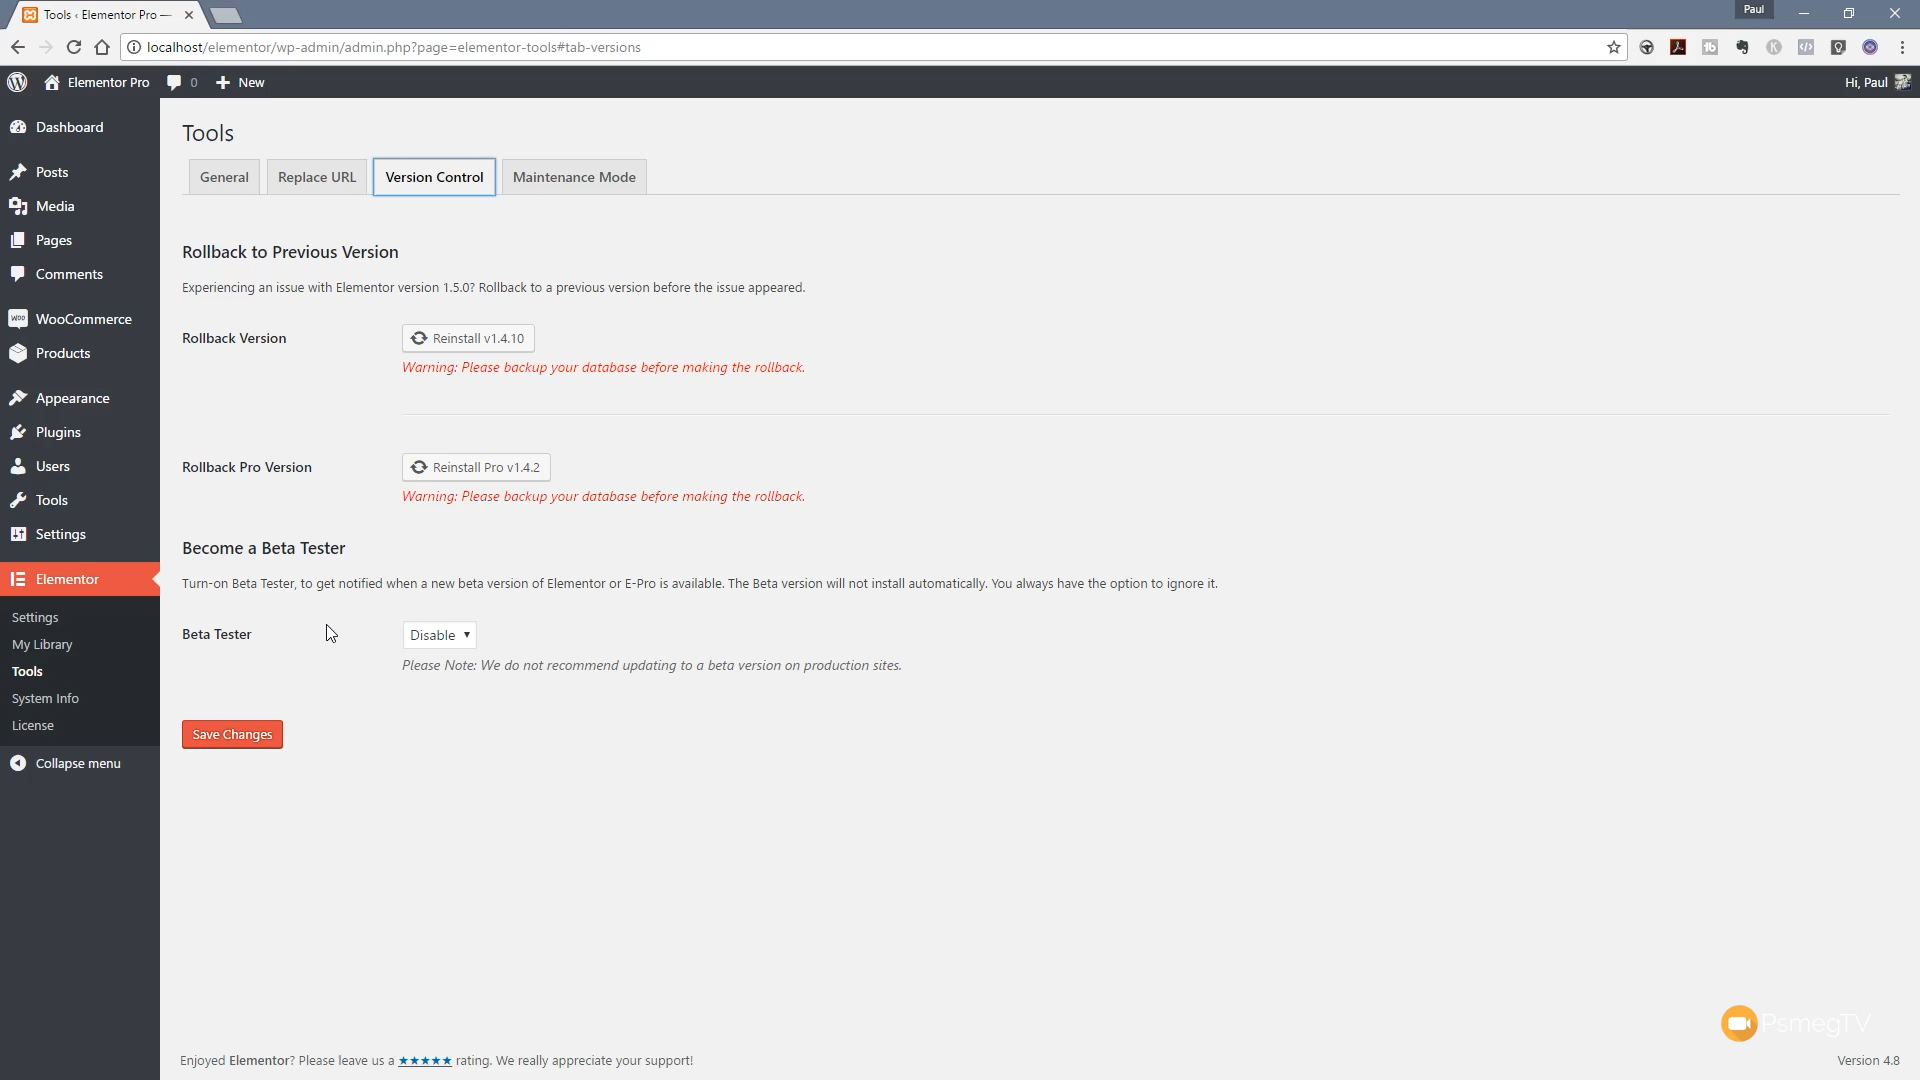 Tools ‹ Elementor Pro —
Paul
localhost/elementor/wp-admin/admin.php?page=elementor-tools#tab-versions
Elementor Pro
0
New
Hi, Paul
Dashboard
Posts
Media
Pages
Comments
WooCommerce
Products
Appearance
Plugins
Users
Tools
Settings
Elementor
Settings
My Library
Tools
System Info
License
Collapse menu
Tools
General
Replace URL
Version Control
Maintenance Mode
Rollback to Previous Version
Experiencing an issue with Elementor version 1.5.0? Rollback to a previous version before the issue appeared.
Rollback Version
Reinstall v1.4.10
Warning: Please backup your database before making the rollback.
Rollback Pro Version
Reinstall Pro v1.4.2
Warning: Please backup your database before making the rollback.
Become a Beta Tester
Turn-on Beta Tester, to get notified when a new beta version of Elementor or E-Pro is available. The Beta version will not install automatically. You always have the option to ignore it.
Beta Tester
Disable
Please Note: We do not recommend updating to a beta version on production sites.
Save Changes
PsmegTV
Enjoyed Elementor? Please leave us a ★★★★★ rating. We really appreciate your support!
Version 4.8